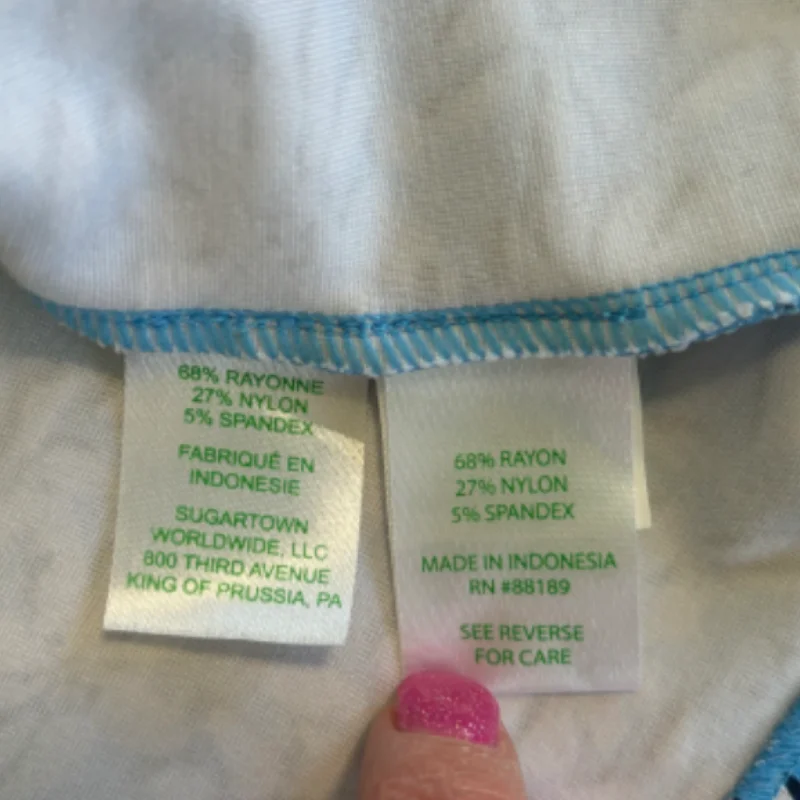 68% RAYONNE
27% NYLON
5% SPANDEX
FABRIQUÉ EN
INDONESIE
SUGARTOWN
WORLDWIDE, LLC
800 THIRD AVENUE
KING OF PRUSSIA, PA
68% RAYON
27% NYLON
5% SPANDEX
MADE IN INDONESIA
RN #88189
SEE REVERSE
FOR CARE